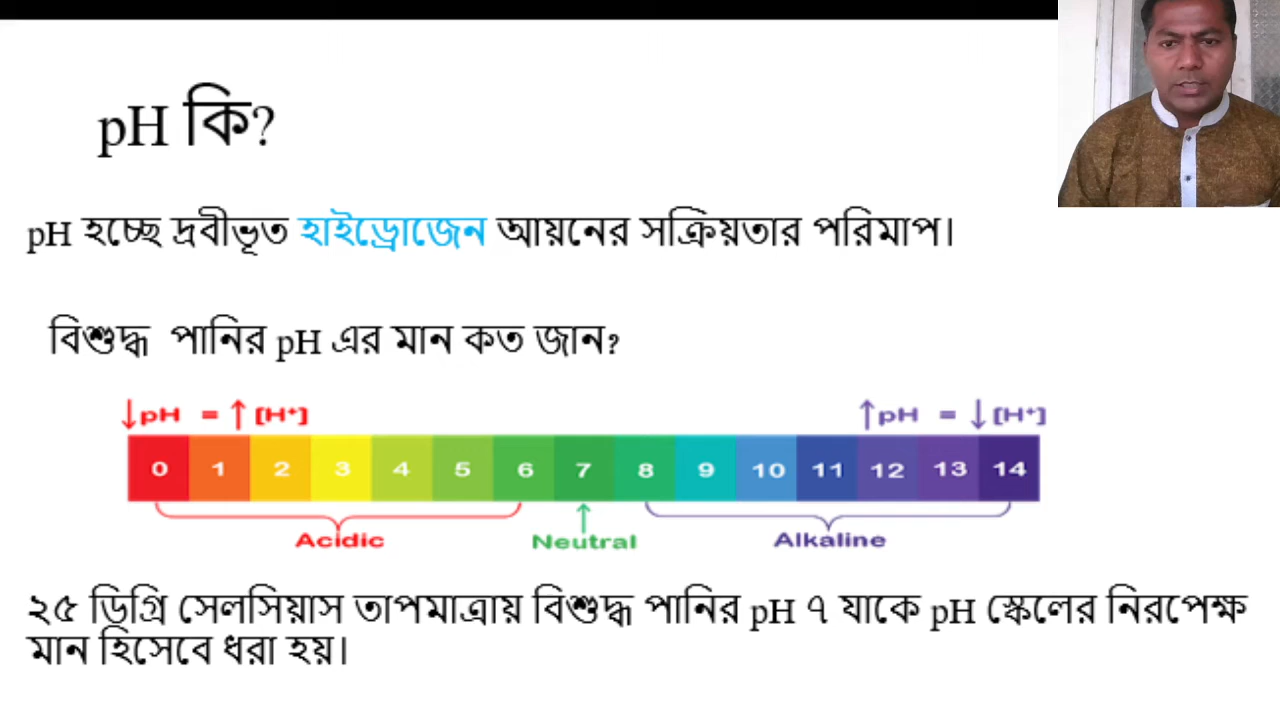 pH কি?
pH হচ্ছে দ্রবীভূত হাইড্রোজেন আয়নের সক্রিয়তার পরিমাপ।
বিশুদ্ধ পানির pH এর মান কত জান?
↓pH = ↑ [H⁺] ↑pH = ↓ [H⁺]
0 1 2 3 4 5 6 7 8 9 10 11 12 13 14
Acidic Neutral Alkaline
২৫ ডিগ্রি সেলসিয়াস তাপমাত্রায় বিশুদ্ধ পানির pH ৭ যাকে pH স্কেলের নিরপেক্ষ
মান হিসেবে ধরা হয়।